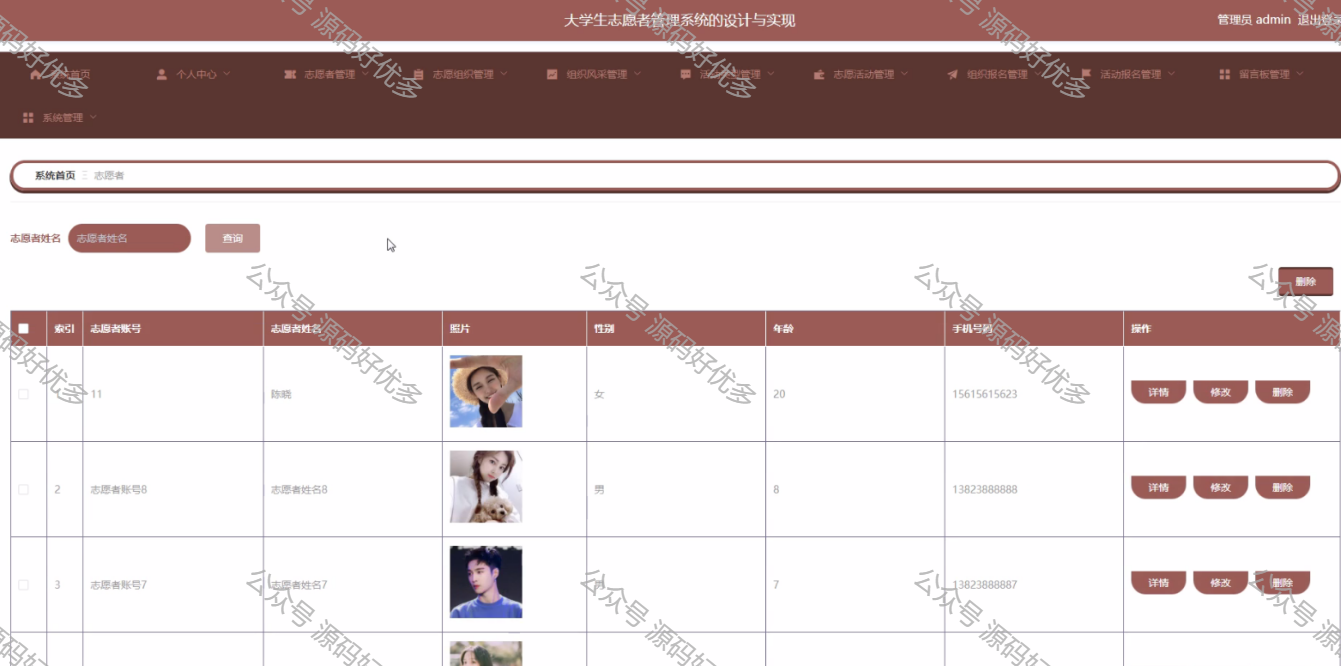 大学生志愿者管理系统的设计与实现
管理员 admin 退出登录
系统首页 个人中心 志愿者管理 志愿组织管理 组织风采管理 活动类型管理 志愿活动管理 组织报名管理 活动报名管理 留言板管理
系统管理
系统首页 志愿者
志愿者姓名 志愿者姓名 查询
删除
索引 志愿者账号 志愿者姓名 照片 性别 年龄 手机号码 操作
11 陈晓 女 20 15615615623 详情 修改 删除
2 志愿者账号8 志愿者姓名8 男 8 13823888888 详情 修改 删除
3 志愿者账号7 志愿者姓名7 7 13823888887 详情 修改 删除
公众号 源码好优多